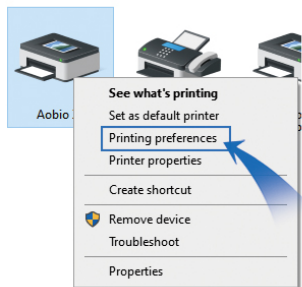 Aobio
See what's printing
Set as default printer
Printing preferences
Printer properties
Create shortcut
Remove device
Troubleshoot
Properties